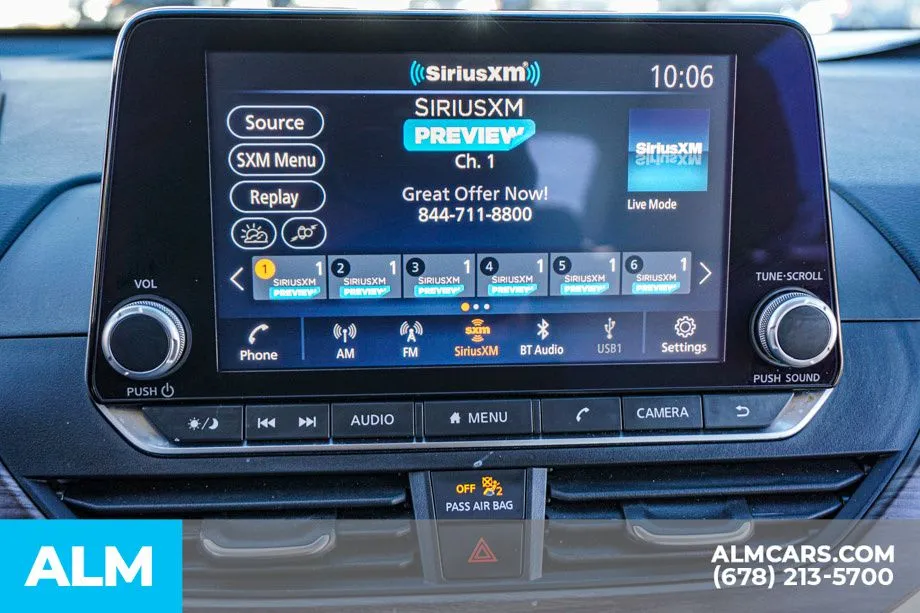 SiriusXM
10:06
SIRIUSXM
PREVIEW
Ch. 1
Source
SXM Menu
Replay
SiriusXM
Live Mode
Great Offer Now!
844-711-8800
1 1 SIRIUSXM PREVIEW
2 1 SIRIUSXM PREVIEW
3 1 SIRIUSXM PREVIEW
4 1 SIRIUSXM PREVIEW
5 1 SIRIUSXM PREVIEW
6 1 SIRIUSXM PREVIEW
Phone
AM
FM
sxm
SiriusXM
BT Audio
USB1
Settings
VOL
PUSH
TUNE·SCROLL
PUSH SOUND
AUDIO
MENU
CAMERA
OFF 2
PASS AIR BAG
ALM
ALMCARS.COM
(678) 213-5700